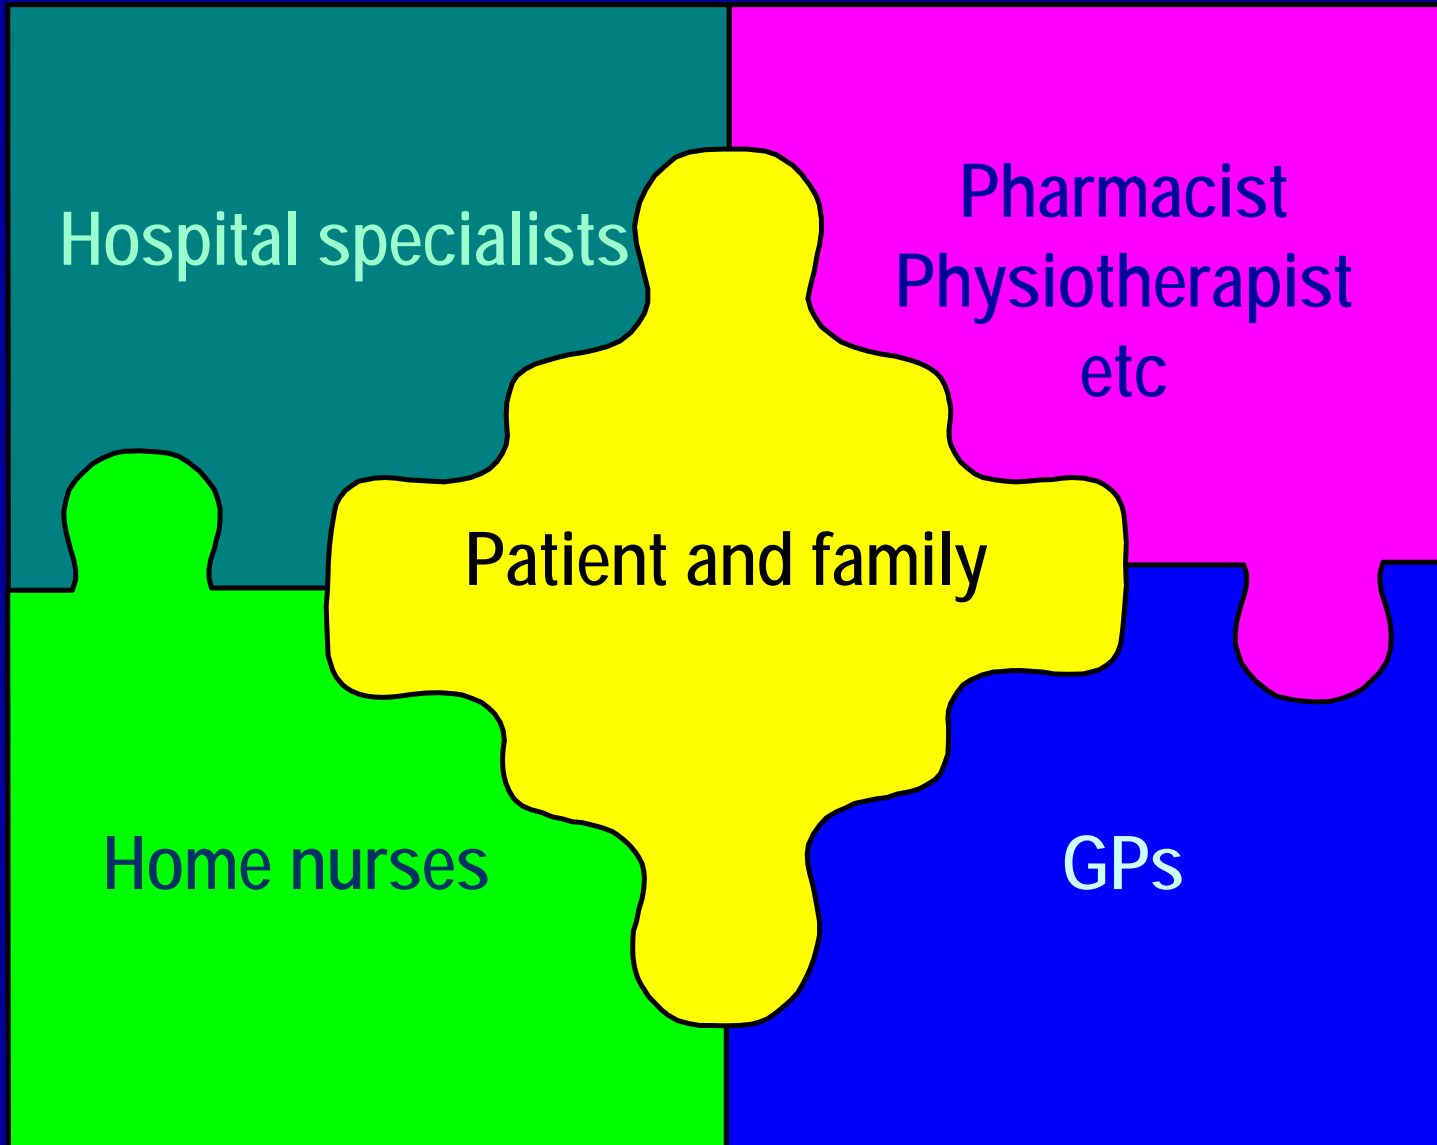 Hospital specialists
Pharmacist
Physiotherapist
etc
Patient and family
Home nurses
GPs